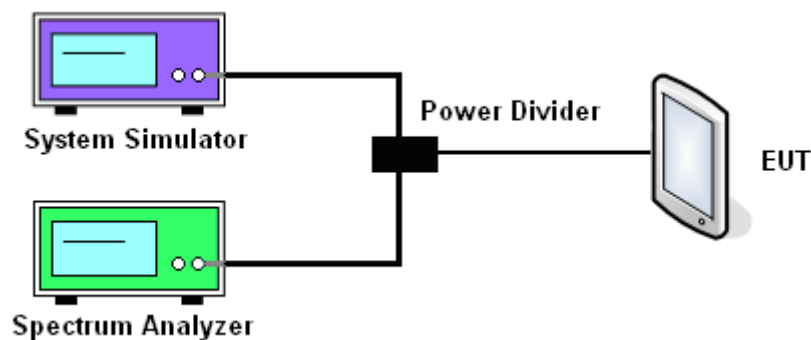 System Simulator
Power Divider
EUT
Spectrum Analyzer